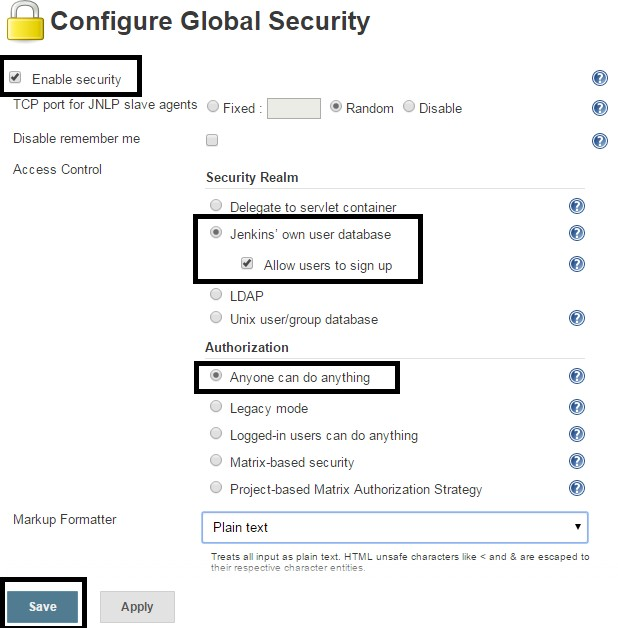 Configure Global Security
Enable security
TCP port for JNLP slave agents Fixed : Random Disable
Disable remember me
Access Control
Security Realm
Delegate to servlet container
Jenkins' own user database
Allow users to sign up
LDAP
Unix user/group database
Authorization
Anyone can do anything
Legacy mode
Logged-in users can do anything
Matrix-based security
Project-based Matrix Authorization Strategy
Markup Formatter Plain text
Treats all input as plain text. HTML unsafe characters like < and & are escaped to
their respective character entities.
Save Apply